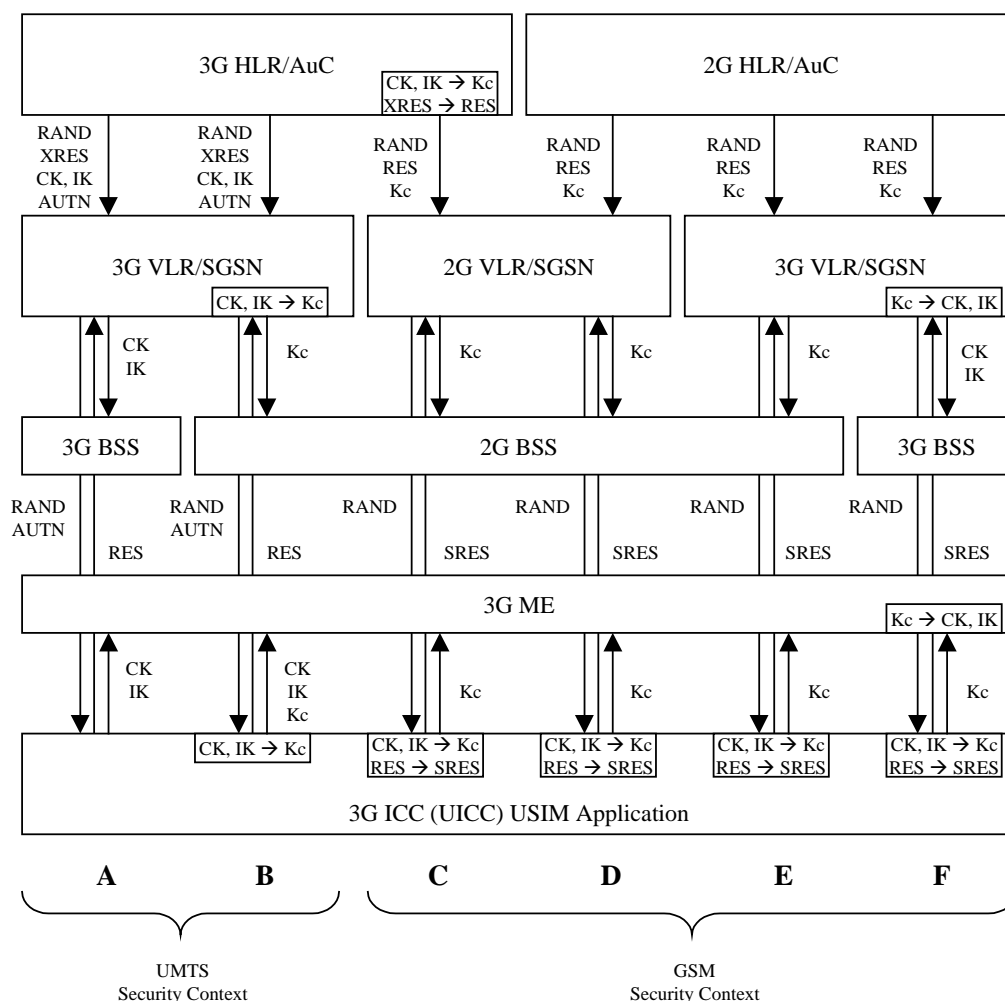 3G HLR/AuC
2G HLR/AuC
CK, IK → Kc
XRES → RES
RAND
XRES
CK, IK
AUTN
RAND
XRES
CK, IK
AUTN
RAND
RES
Kc
RAND
RES
Kc
RAND
RES
Kc
RAND
RES
Kc
3G VLR/SGSN
2G VLR/SGSN
3G VLR/SGSN
CK, IK → Kc
Kc → CK, IK
CK
IK
Kc
Kc
Kc
Kc
CK
IK
3G BSS
2G BSS
3G BSS
RAND
AUTN
RAND
AUTN
RAND
RAND
RAND
RAND
RES
RES
SRES
SRES
SRES
SRES
3G ME
Kc → CK, IK
CK
IK
CK
IK
Kc
Kc
Kc
Kc
Kc
CK, IK → Kc
CK, IK → Kc
RES → SRES
CK, IK → Kc
RES → SRES
CK, IK → Kc
RES → SRES
CK, IK → Kc
RES → SRES
3G ICC (UICC) USIM Application
A B C D E F
UMTS
Security Context
GSM
Security Context